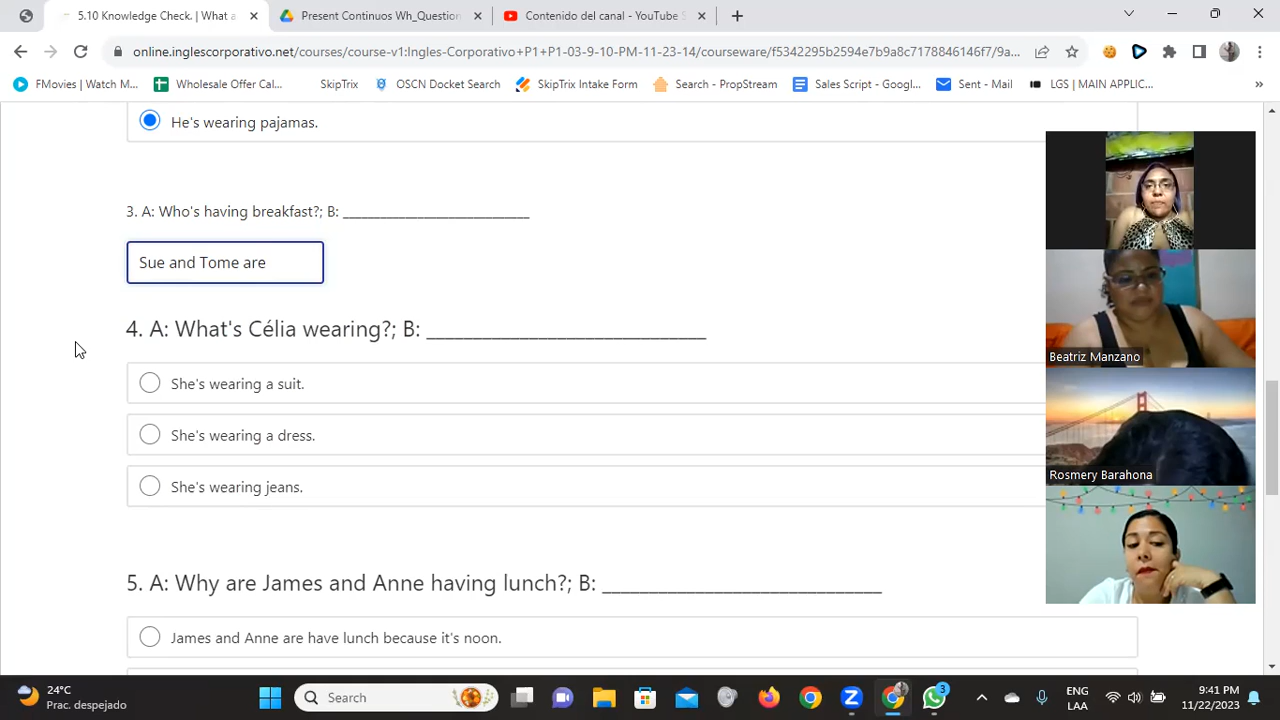 5.10 Knowledge Check. | What a
Present Continuos Wh_Question
Contenido del canal - YouTube S
online.inglescorporativo.net/courses/course-v1:Ingles-Corporativo+P1+P1-03-9-10-PM-11-23-14/courseware/f5342295b2594e7b9a8c7178846146f7/9a...
FMovies | Watch M...
Wholesale Offer Cal...
SkipTrix
OSCN Docket Search
SkipTrix Intake Form
Search - PropStream
Sales Script - Googl...
Sent - Mail
LGS | MAIN APPLIC...
»
He's wearing pajamas.
3. A: Who's having breakfast?; B: ____________________________
Sue and Tome are
4. A: What's Célia wearing?; B: ____________________________
She's wearing a suit.
She's wearing a dress.
She's wearing jeans.
5. A: Why are James and Anne having lunch?; B: ____________________________
James and Anne are have lunch because it's noon.
Beatriz Manzano
Rosmery Barahona
24°C
Prac. despejado
Search
3
ENG
LAA
9:41 PM
11/22/2023